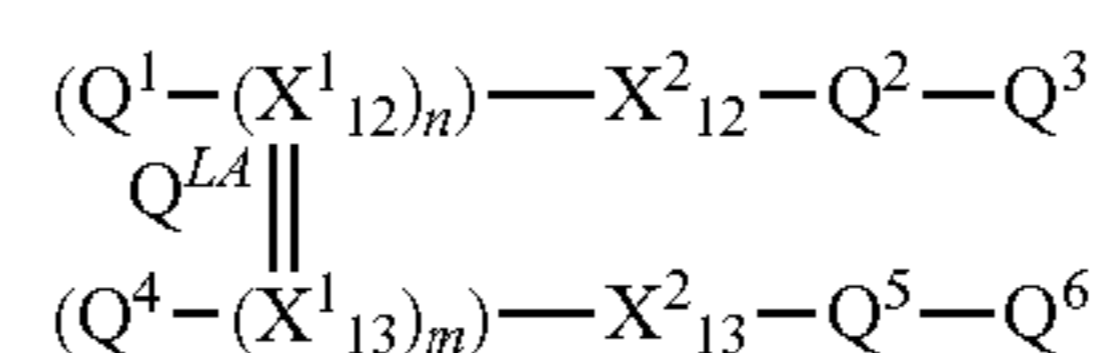 (Q¹—(X¹₁₂)ₙ)—X²₁₂—Q²—Q³
Q^LA
(Q⁴—(X¹₁₃)ₘ)—X²₁₃—Q⁵—Q⁶